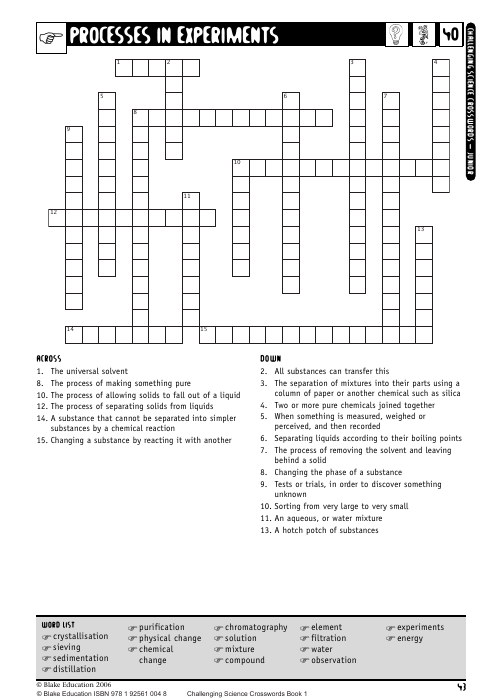 PROCESSES IN EXPERIMENTS
40
CHALLENGING SCIENCE CROSSWORDS – JUNIOR
1
2
3
4
5
6
7
8
9
10
11
12
13
14
15
ACROSS
1. The universal solvent
8. The process of making something pure
10. The process of allowing solids to fall out of a liquid
12. The process of separating solids from liquids
14. A substance that cannot be separated into simpler
substances by a chemical reaction
15. Changing a substance by reacting it with another
DOWN
2. All substances can transfer this
3. The separation of mixtures into their parts using a
column of paper or another chemical such as silica
4. Two or more pure chemicals joined together
5. When something is measured, weighed or
perceived, and then recorded
6. Separating liquids according to their boiling points
7. The process of removing the solvent and leaving
behind a solid
8. Changing the phase of a substance
9. Tests or trials, in order to discover something
unknown
10. Sorting from very large to very small
11. An aqueous, or water mixture
13. A hotch potch of substances
WORD LIST
crystallisation
sieving
sedimentation
distillation
purification
physical change
chemical
change
chromatography
solution
mixture
compound
element
filtration
water
observation
experiments
energy
© Blake Education 2006
43
© Blake Education ISBN 978 1 92561 004 8 Challenging Science Crosswords Book 1